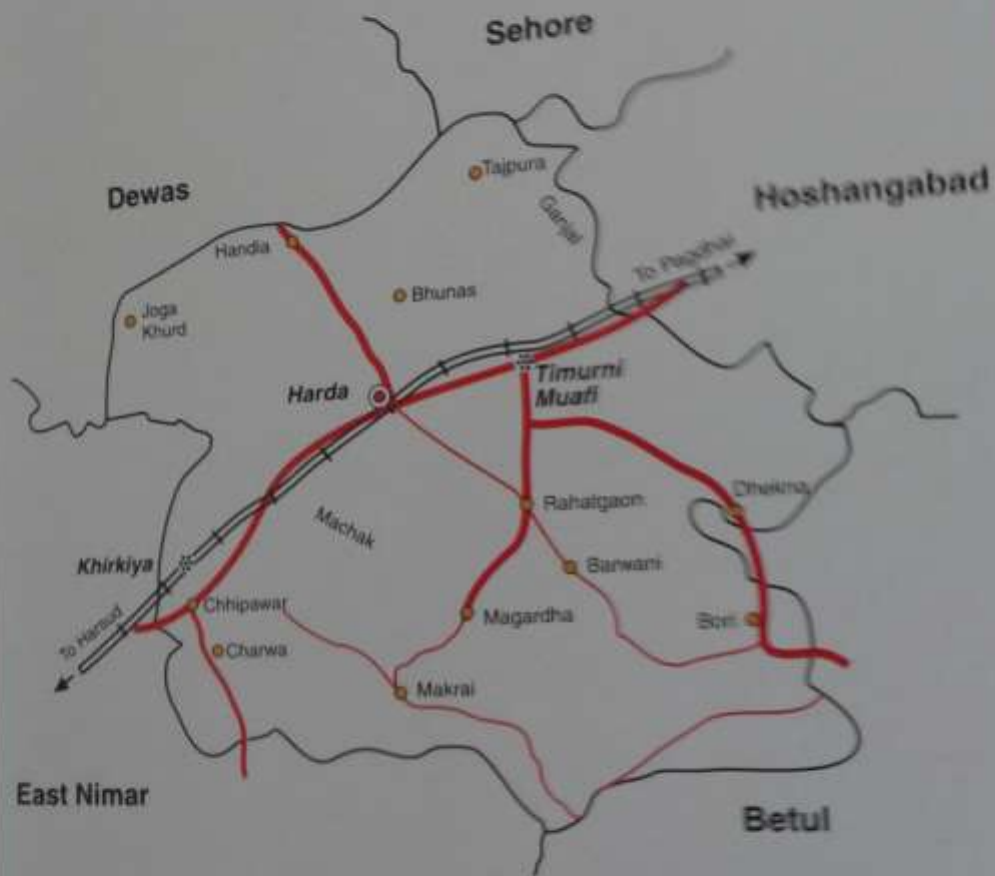 Sehore
Tajpura
Dewas
Hoshangabad
Ganjal
Handia
To Pagdhal
Bhunas
Joga
Khurd
Harda
Timurni
Muafi
Dhekma
Rahatgaon
Machak
Khirkiya
Barwani
Chhipawar
Magardha
Bori
To Harsud
Charwa
Makrai
East Nimar
Betul